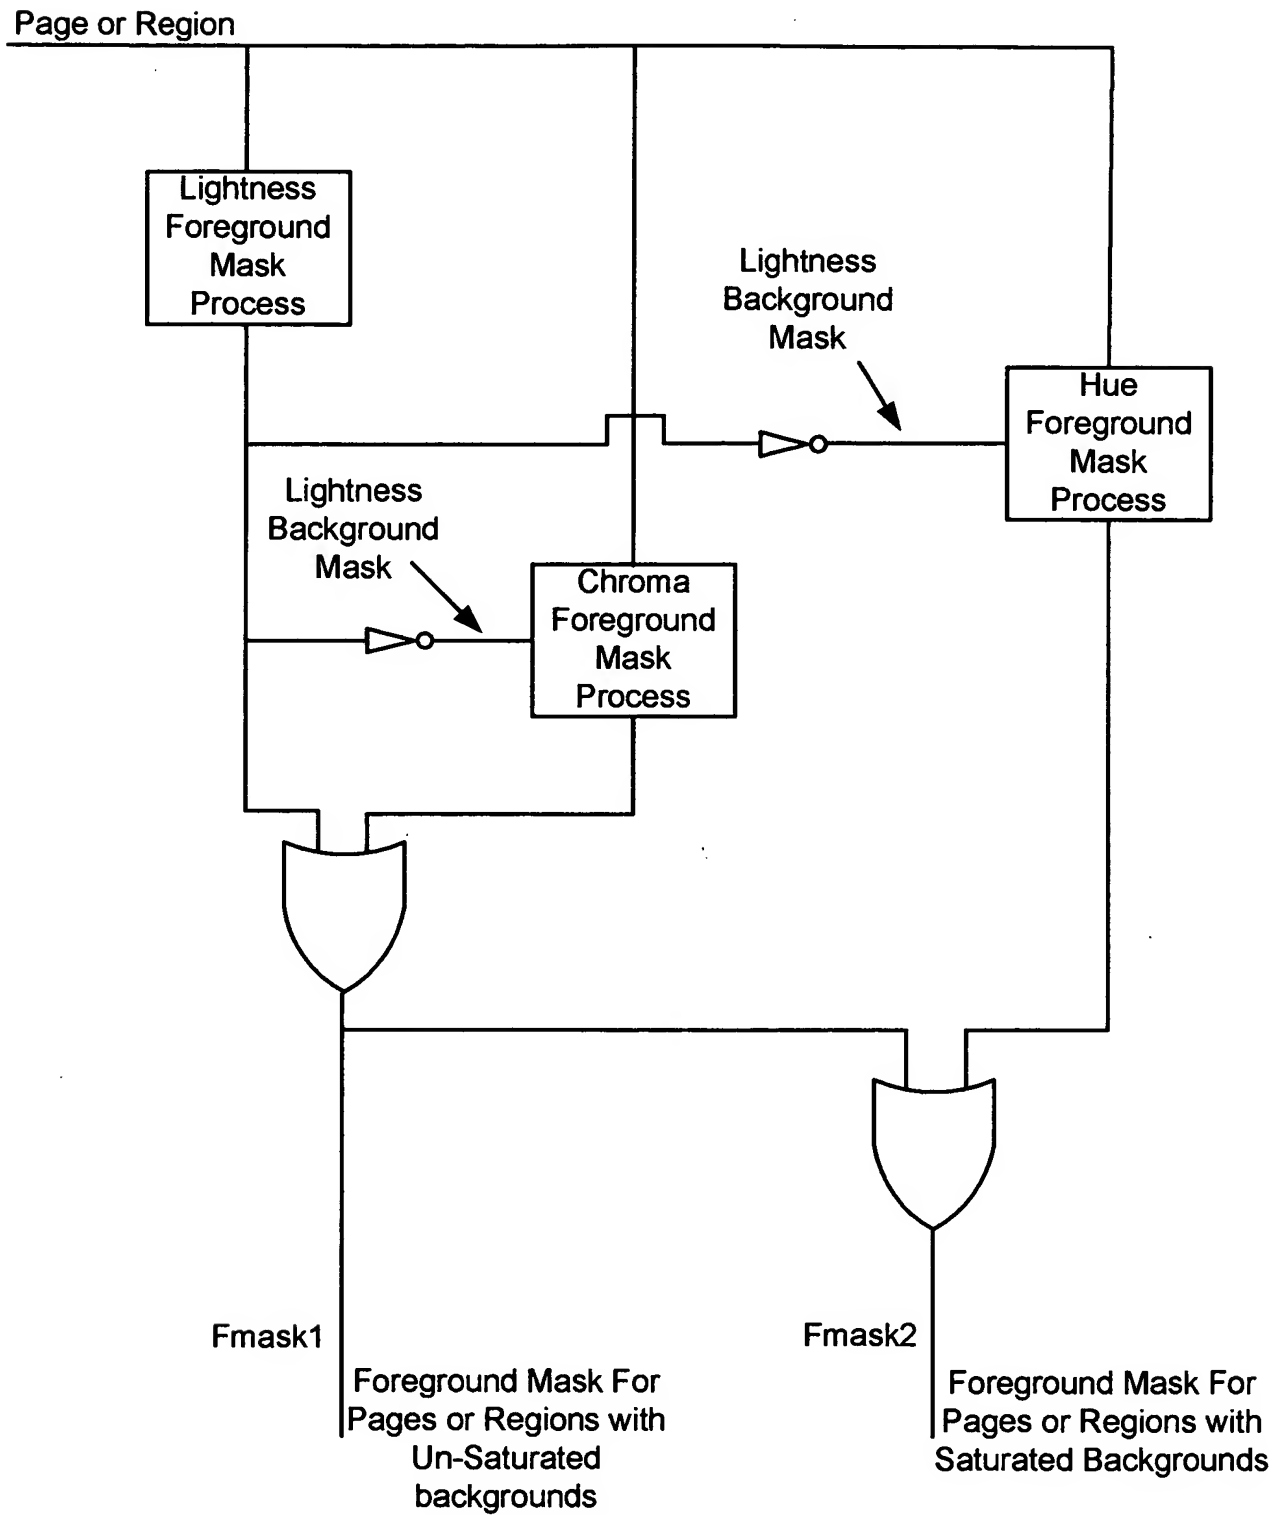 Page or Region
Lightness
Foreground
Mask
Process
Lightness
Background
Mask
Hue
Foreground
Mask
Process
Lightness
Background
Mask
Chroma
Foreground
Mask
Process
Fmask1
Foreground Mask For
Pages or Regions with
Un-Saturated
backgrounds
Fmask2
Foreground Mask For
Pages or Regions with
Saturated Backgrounds